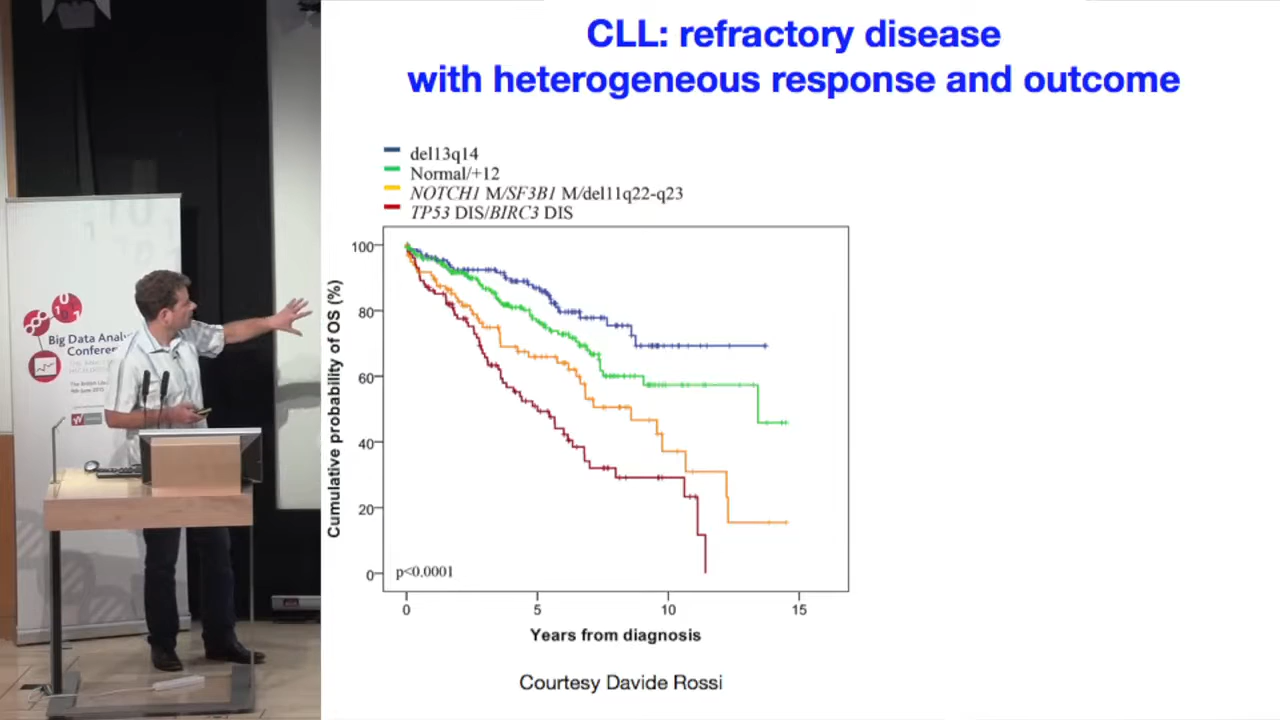 CLL: refractory disease
with heterogeneous response and outcome
del13q14
Normal/+12
NOTCH1 M/SF3B1 M/del11q22-q23
TP53 DIS/BIRC3 DIS
100
80
60
40
20
0
Cumulative probability of OS (%)
p<0.0001
0 5 10 15
Years from diagnosis
Courtesy Davide Rossi
Big Data
Conference